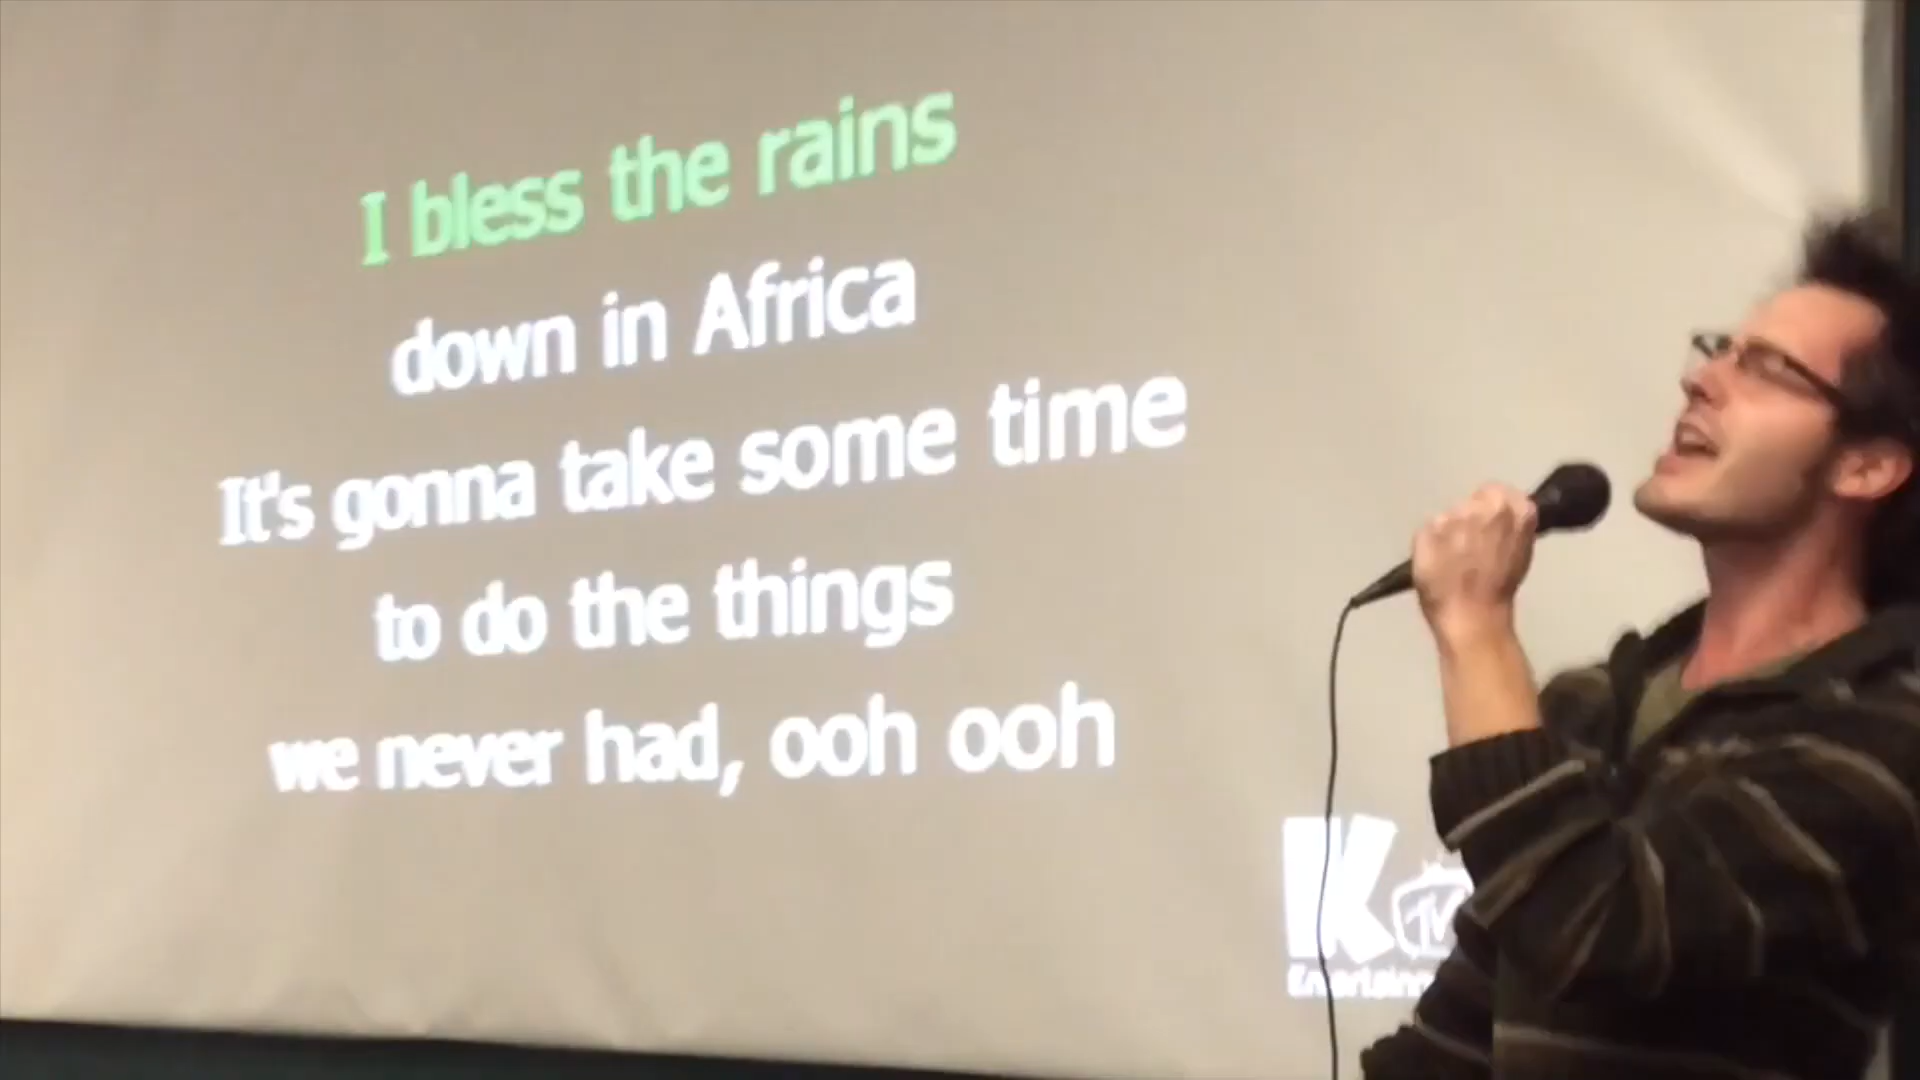 I bless the rains
down in Africa
It's gonna take some time
to do the things
we never had, ooh ooh
K TV